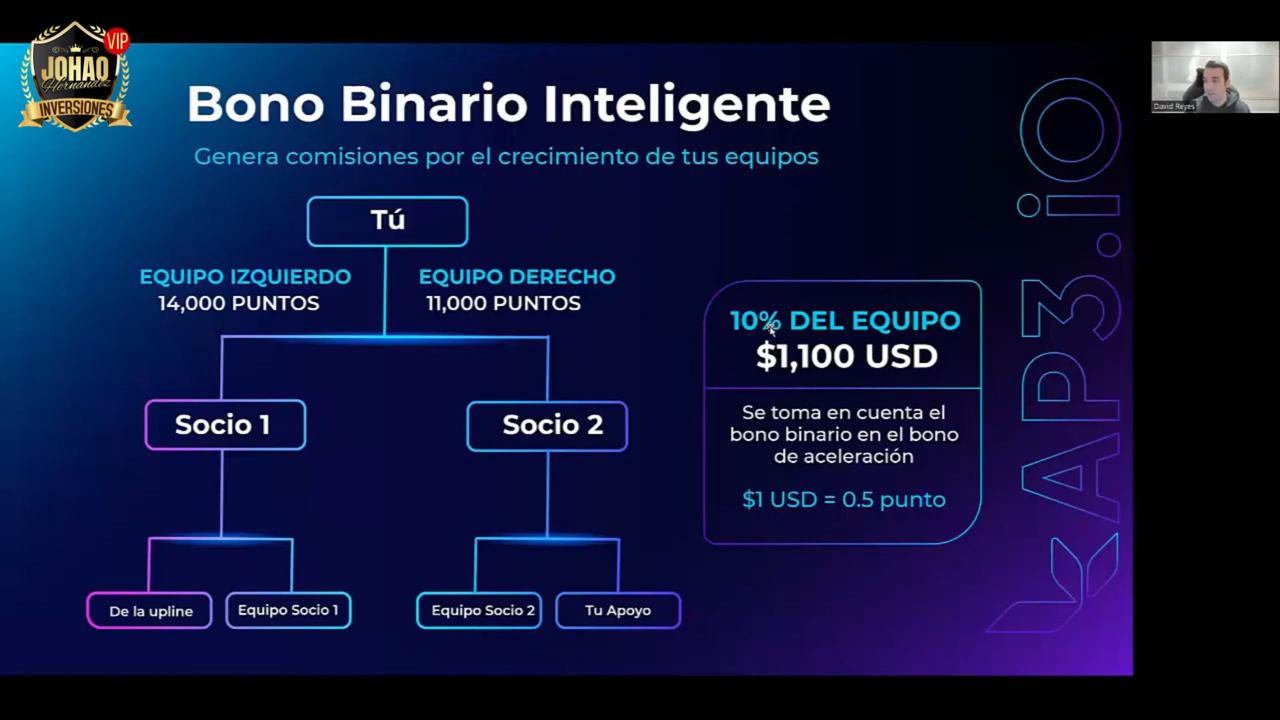 VIP
JOHAO
Hernández
INVERSIONES
David Reyes
Bono Binario Inteligente
Genera comisiones por el crecimiento de tus equipos
Tú
EQUIPO IZQUIERDO
14,000 PUNTOS
EQUIPO DERECHO
11,000 PUNTOS
10% DEL EQUIPO
$1,100 USD
Se toma en cuenta el
bono binario en el bono
de aceleración
$1 USD = 0.5 punto
Socio 1
Socio 2
De la upline
Equipo Socio 1
Equipo Socio 2
Tu Apoyo
KAP3.iO